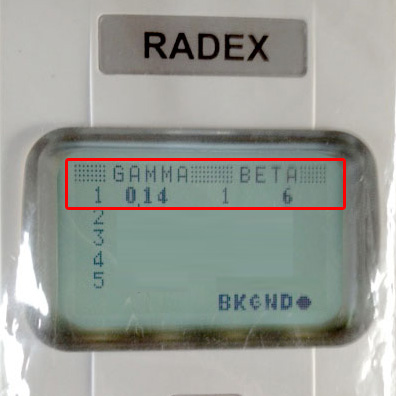 RADEX
GAMMA BETA
1 0.14 1 6
2
3
4
5
BKGND